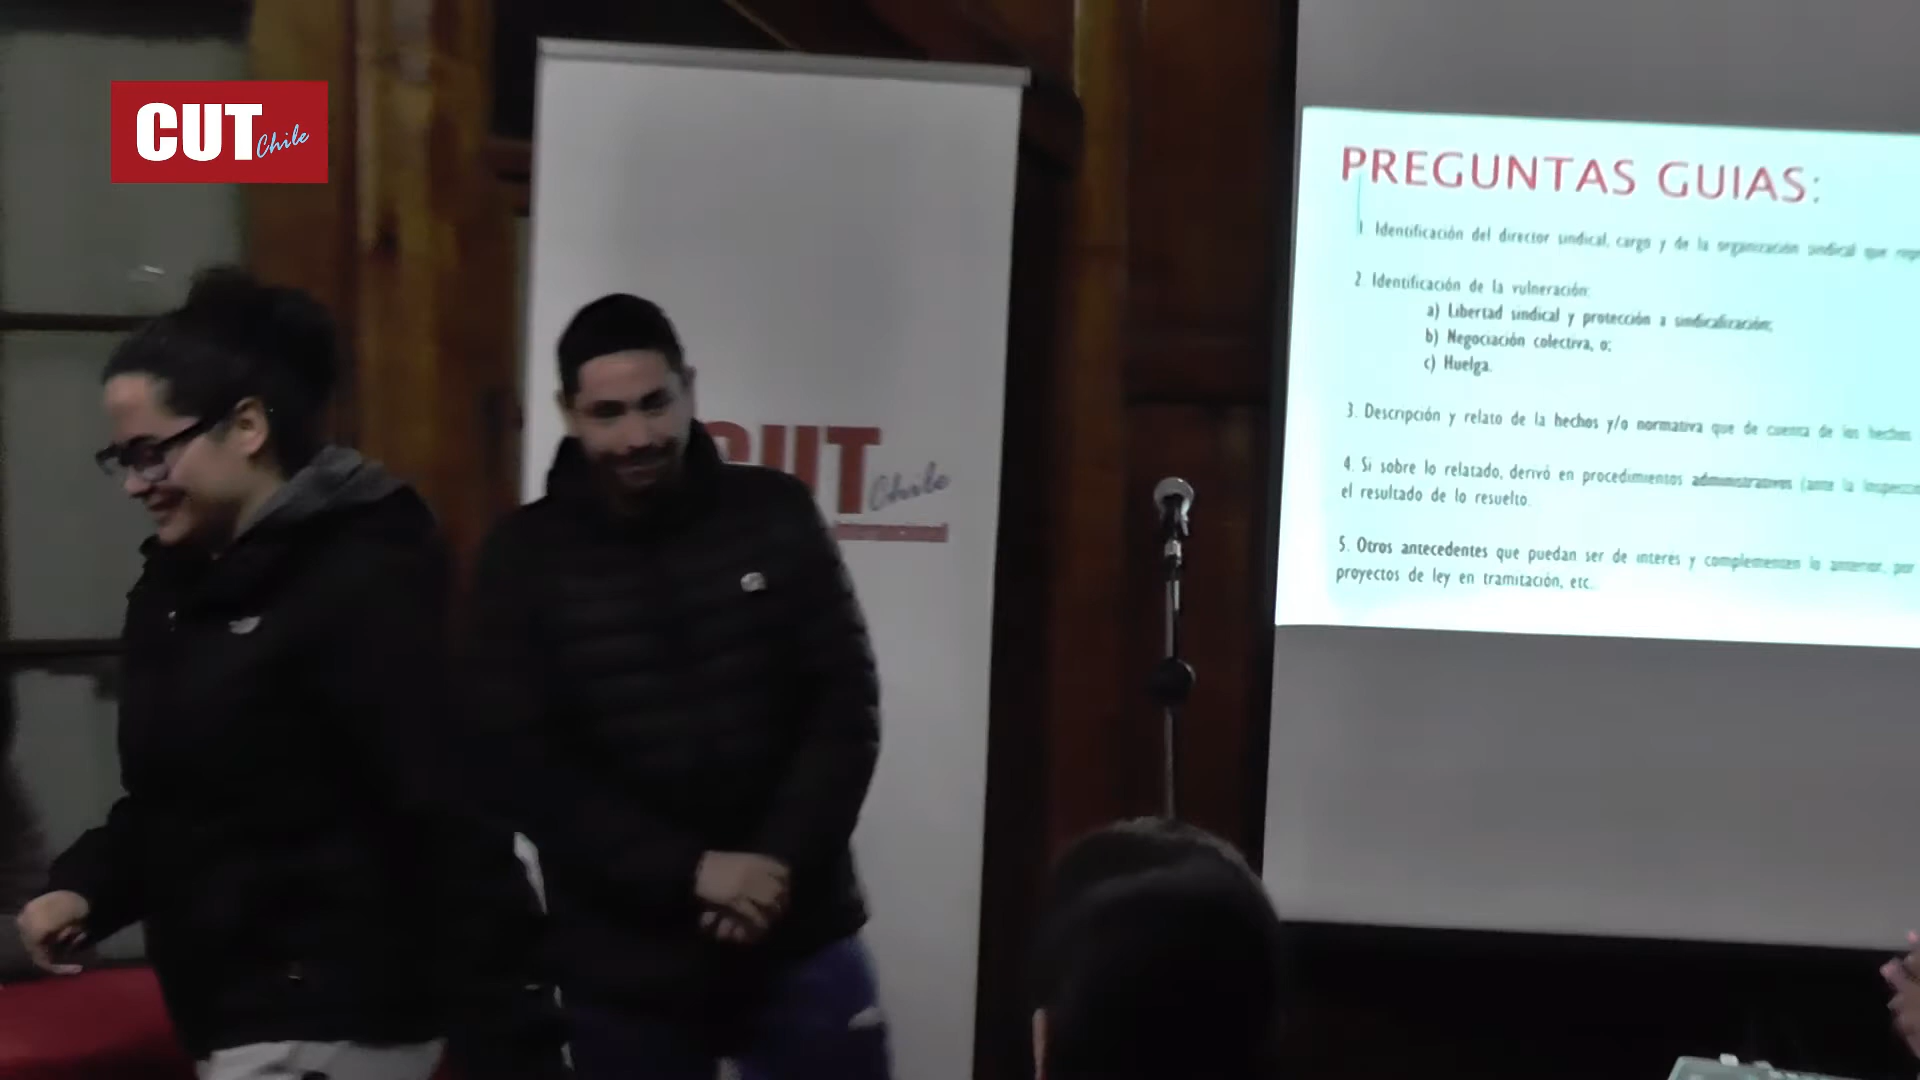 CUT
Chile
CUT
Chile
PREGUNTAS GUIAS:
1 Identificación del director sindical, cargo y de la organización sindical que
2. Identificación de la vulneración:
a) Libertad sindical y protección a sindicalización;
b) Negociación colectiva, o;
c) Huelga.
3. Descripción y relato de la hechos y/o normativa que de cuenta de los hechos
4. Si sobre lo relatado, derivó en procedimientos administrativos (ante la
el resultado de lo resuelto.
5. Otros antecedentes que puedan ser de interés y complementen lo anterior, por
proyectos de ley en tramitación, etc.